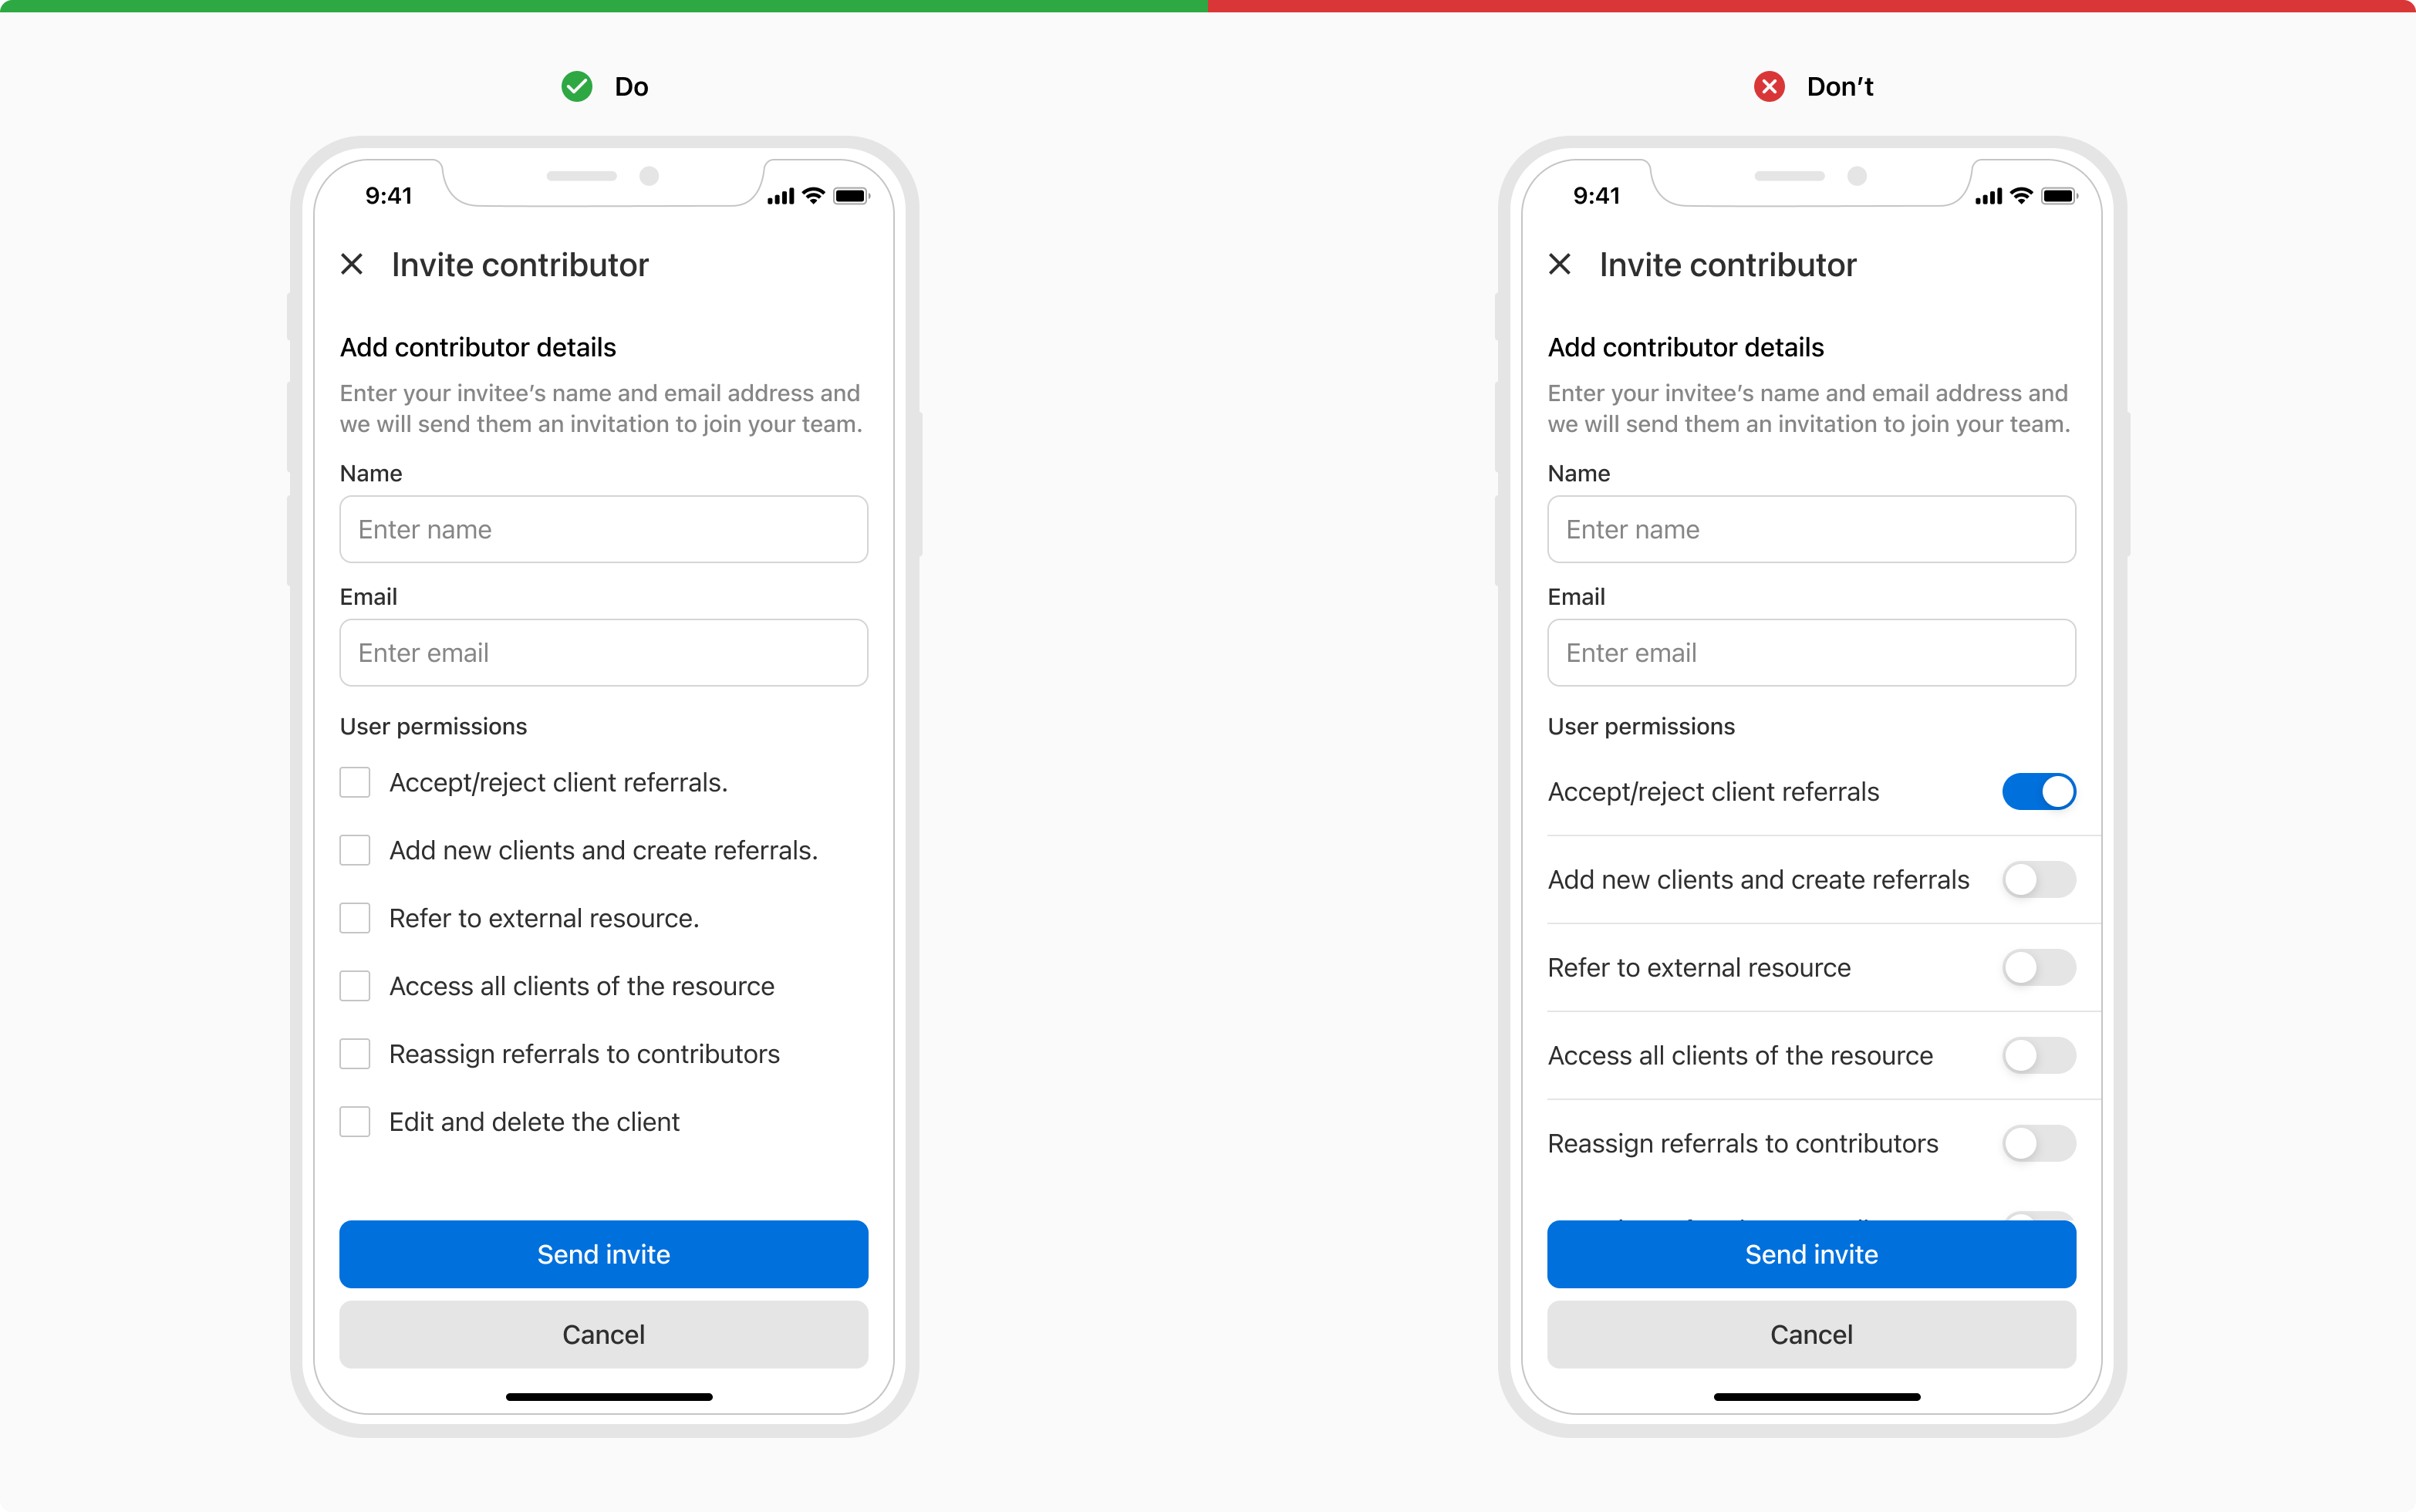 Do
9:41
Invite contributor
Add contributor details
Enter your invitee’s name and email address and
we will send them an invitation to join your team.
Name
Enter name
Email
Enter email
User permissions
Accept/reject client referrals.
Add new clients and create referrals.
Refer to external resource.
Access all clients of the resource
Reassign referrals to contributors
Edit and delete the client
Send invite
Cancel
Don’t
9:41
Invite contributor
Add contributor details
Enter your invitee’s name and email address and
we will send them an invitation to join your team.
Name
Enter name
Email
Enter email
User permissions
Accept/reject client referrals
Add new clients and create referrals
Refer to external resource
Access all clients of the resource
Reassign referrals to contributors
Send invite
Cancel